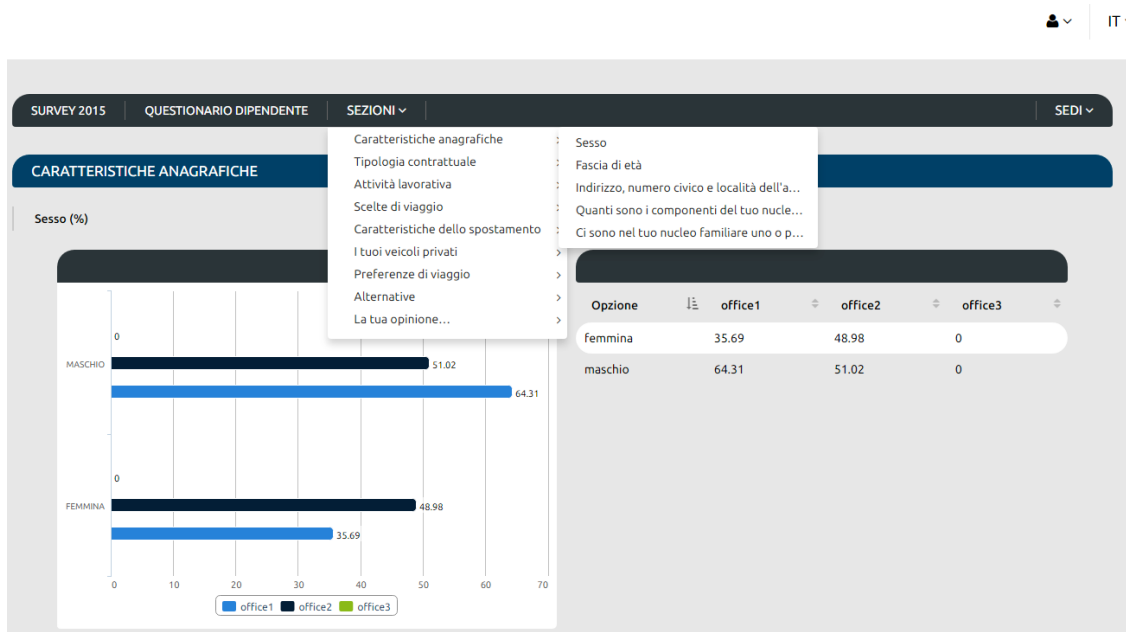 IT
SURVEY 2015
QUESTIONARIO DIPENDENTE
SEZIONI
SEDI
Caratteristiche anagrafiche
Tipologia contrattuale
Attività lavorativa
Scelte di viaggio
Caratteristiche dello spostamento
I tuoi veicoli privati
Preferenze di viaggio
Alternative
La tua opinione...
Sesso
Fascia di età
Indirizzo, numero civico e località dell'a...
Quanti sono i componenti del tuo nucle...
Ci sono nel tuo nucleo familiare uno o p...
CARATTERISTICHE ANAGRAFICHE
Sesso (%)
0
MASCHIO
51.02
64.31
0
FEMMINA
48.98
35.69
0 10 20 30 40 50 60 70
office1 office2 office3
Opzione office1 office2 office3
femmina 35.69 48.98 0
maschio 64.31 51.02 0